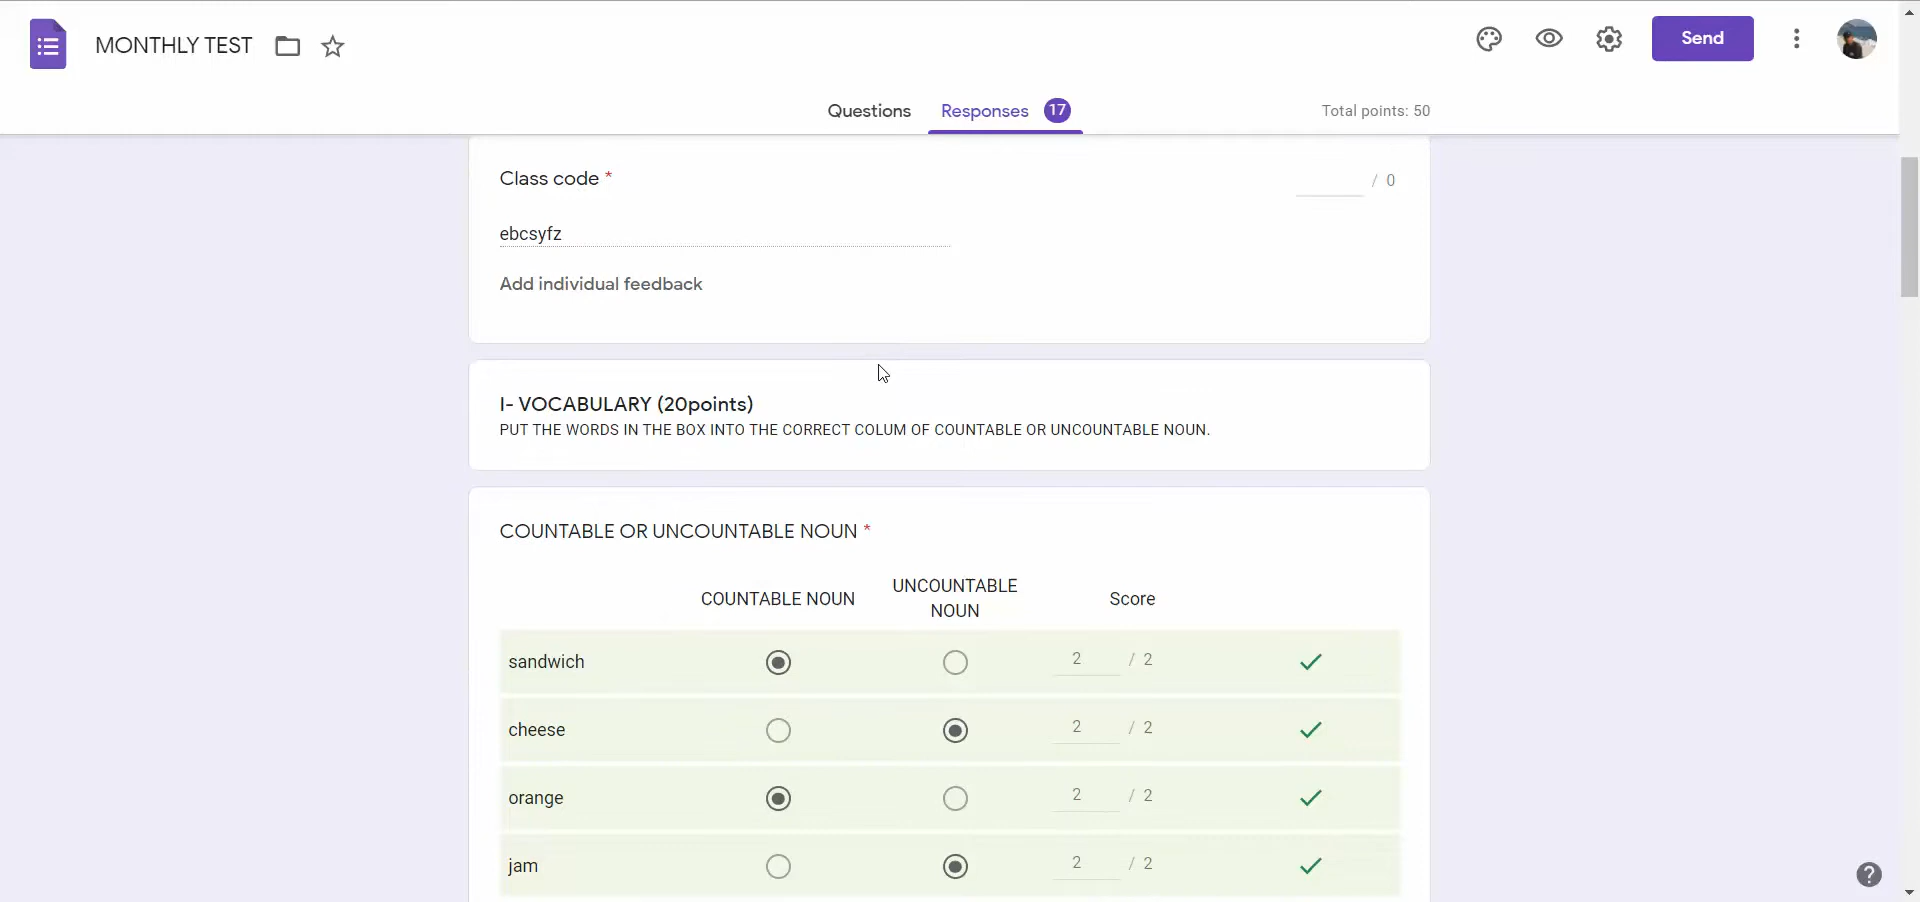 MONTHLY TEST
Send
Questions Responses 17 Total points: 50
Class code * / 0
ebcsyfz
Add individual feedback
I- VOCABULARY (20points)
PUT THE WORDS IN THE BOX INTO THE CORRECT COLUM OF COUNTABLE OR UNCOUNTABLE NOUN.
COUNTABLE OR UNCOUNTABLE NOUN *
COUNTABLE NOUN UNCOUNTABLE NOUN Score
sandwich 2 / 2
cheese 2 / 2
orange 2 / 2
jam 2 / 2